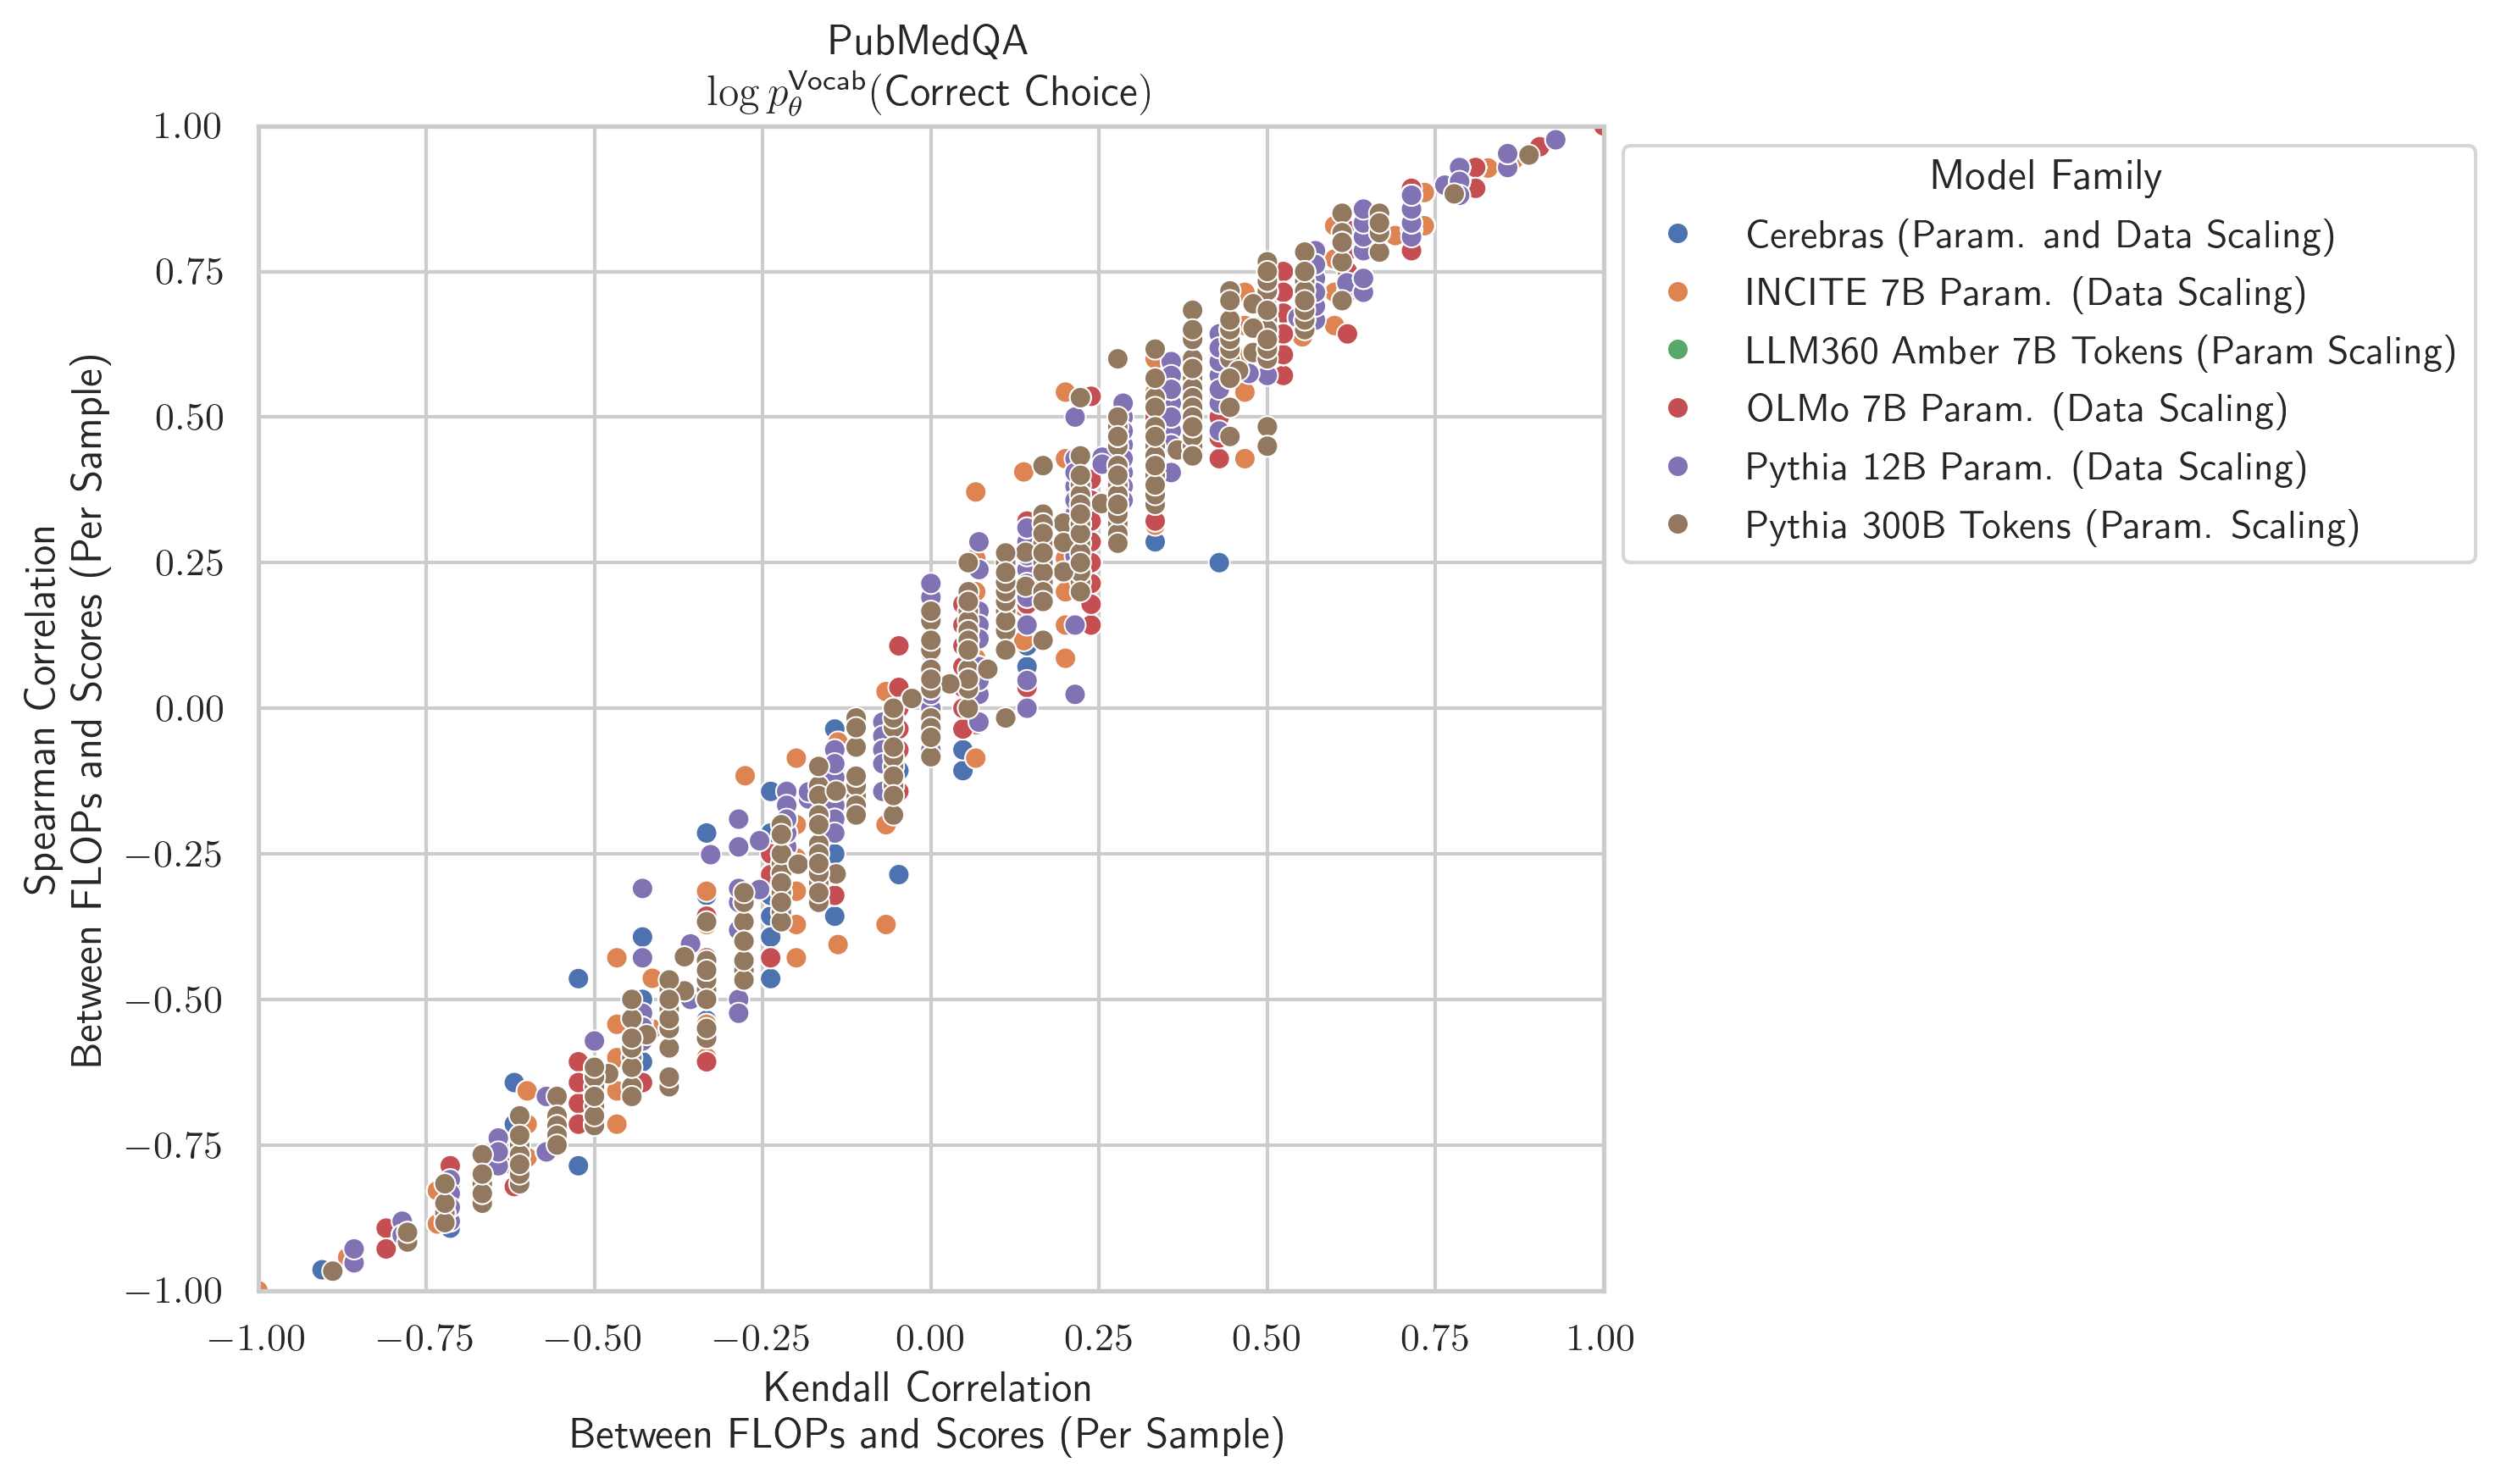 PubMedQA
log p_θ^Vocab(Correct Choice)
1.00
0.75
0.50
0.25
0.00
−0.25
−0.50
−0.75
−1.00
Spearman Correlation
Between FLOPs and Scores (Per Sample)
−1.00 −0.75 −0.50 −0.25 0.00 0.25 0.50 0.75 1.00
Kendall Correlation
Between FLOPs and Scores (Per Sample)
Model Family
Cerebras (Param. and Data Scaling)
INCITE 7B Param. (Data Scaling)
LLM360 Amber 7B Tokens (Param Scaling)
OLMo 7B Param. (Data Scaling)
Pythia 12B Param. (Data Scaling)
Pythia 300B Tokens (Param. Scaling)